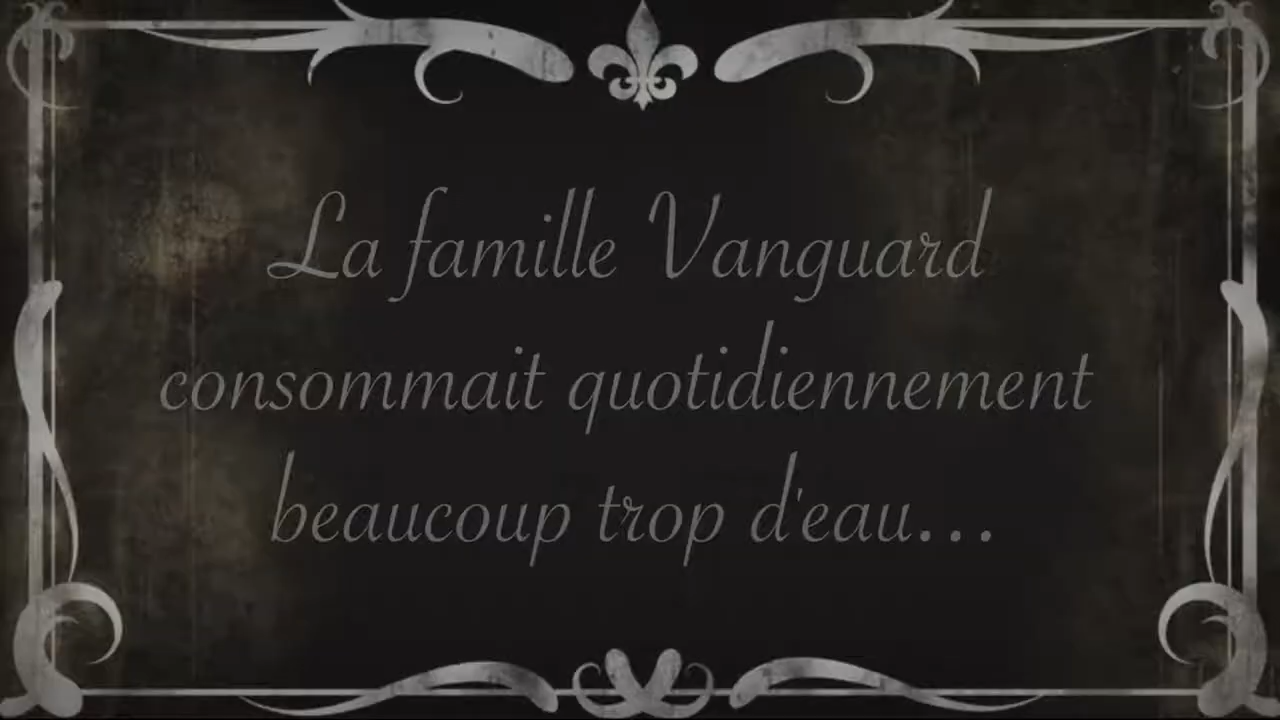 La famille Vanguard
consommait quotidiennement
beaucoup trop d'eau...